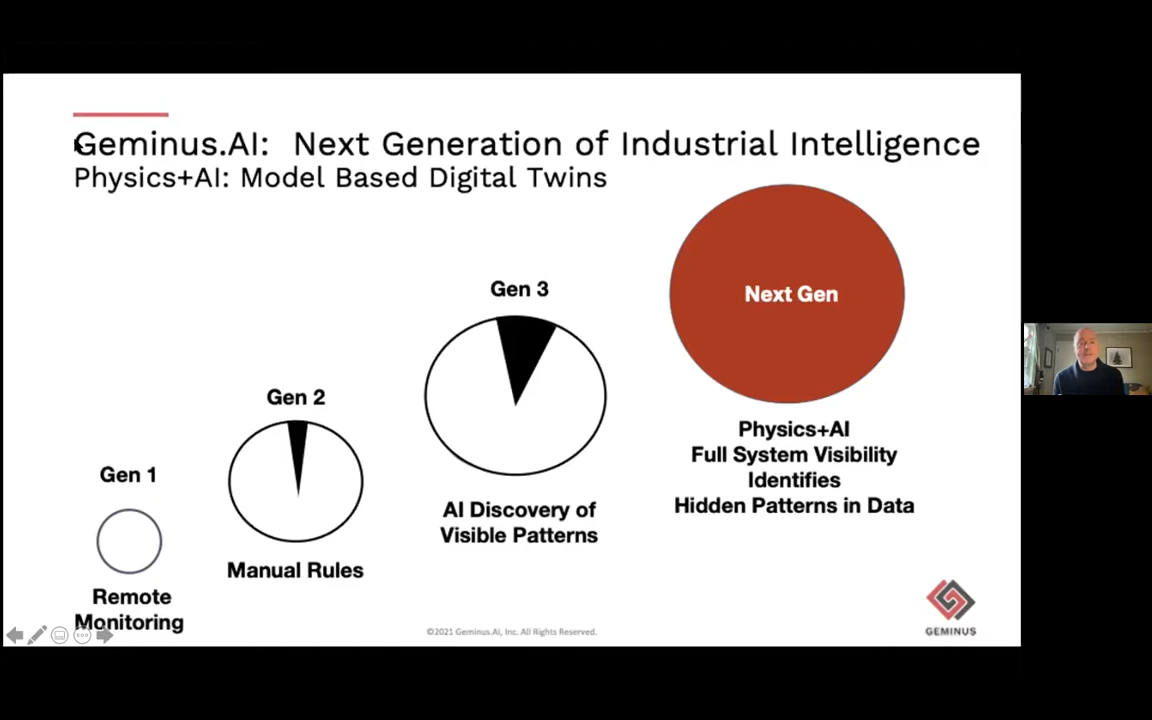 Geminus.AI: Next Generation of Industrial Intelligence
Physics+AI: Model Based Digital Twins
Gen 1
Remote
Monitoring
Gen 2
Manual Rules
Gen 3
AI Discovery of
Visible Patterns
Next Gen
Physics+AI
Full System Visibility
Identifies
Hidden Patterns in Data
©2021 Geminus.AI, Inc. All Rights Reserved.
GEMINUS